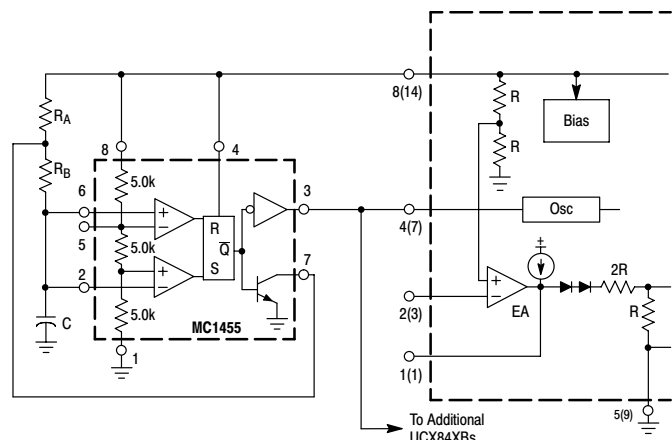 8(14)
R
Bias
R
RA
8
4
RB
5.0k
6
3
R
Osc
5
5.0k
Q
4(7)
7
2
S
2R
5.0k
2(3)
EA
R
C
MC1455
1
1(1)
5(9)
To Additional
UCX84XBs